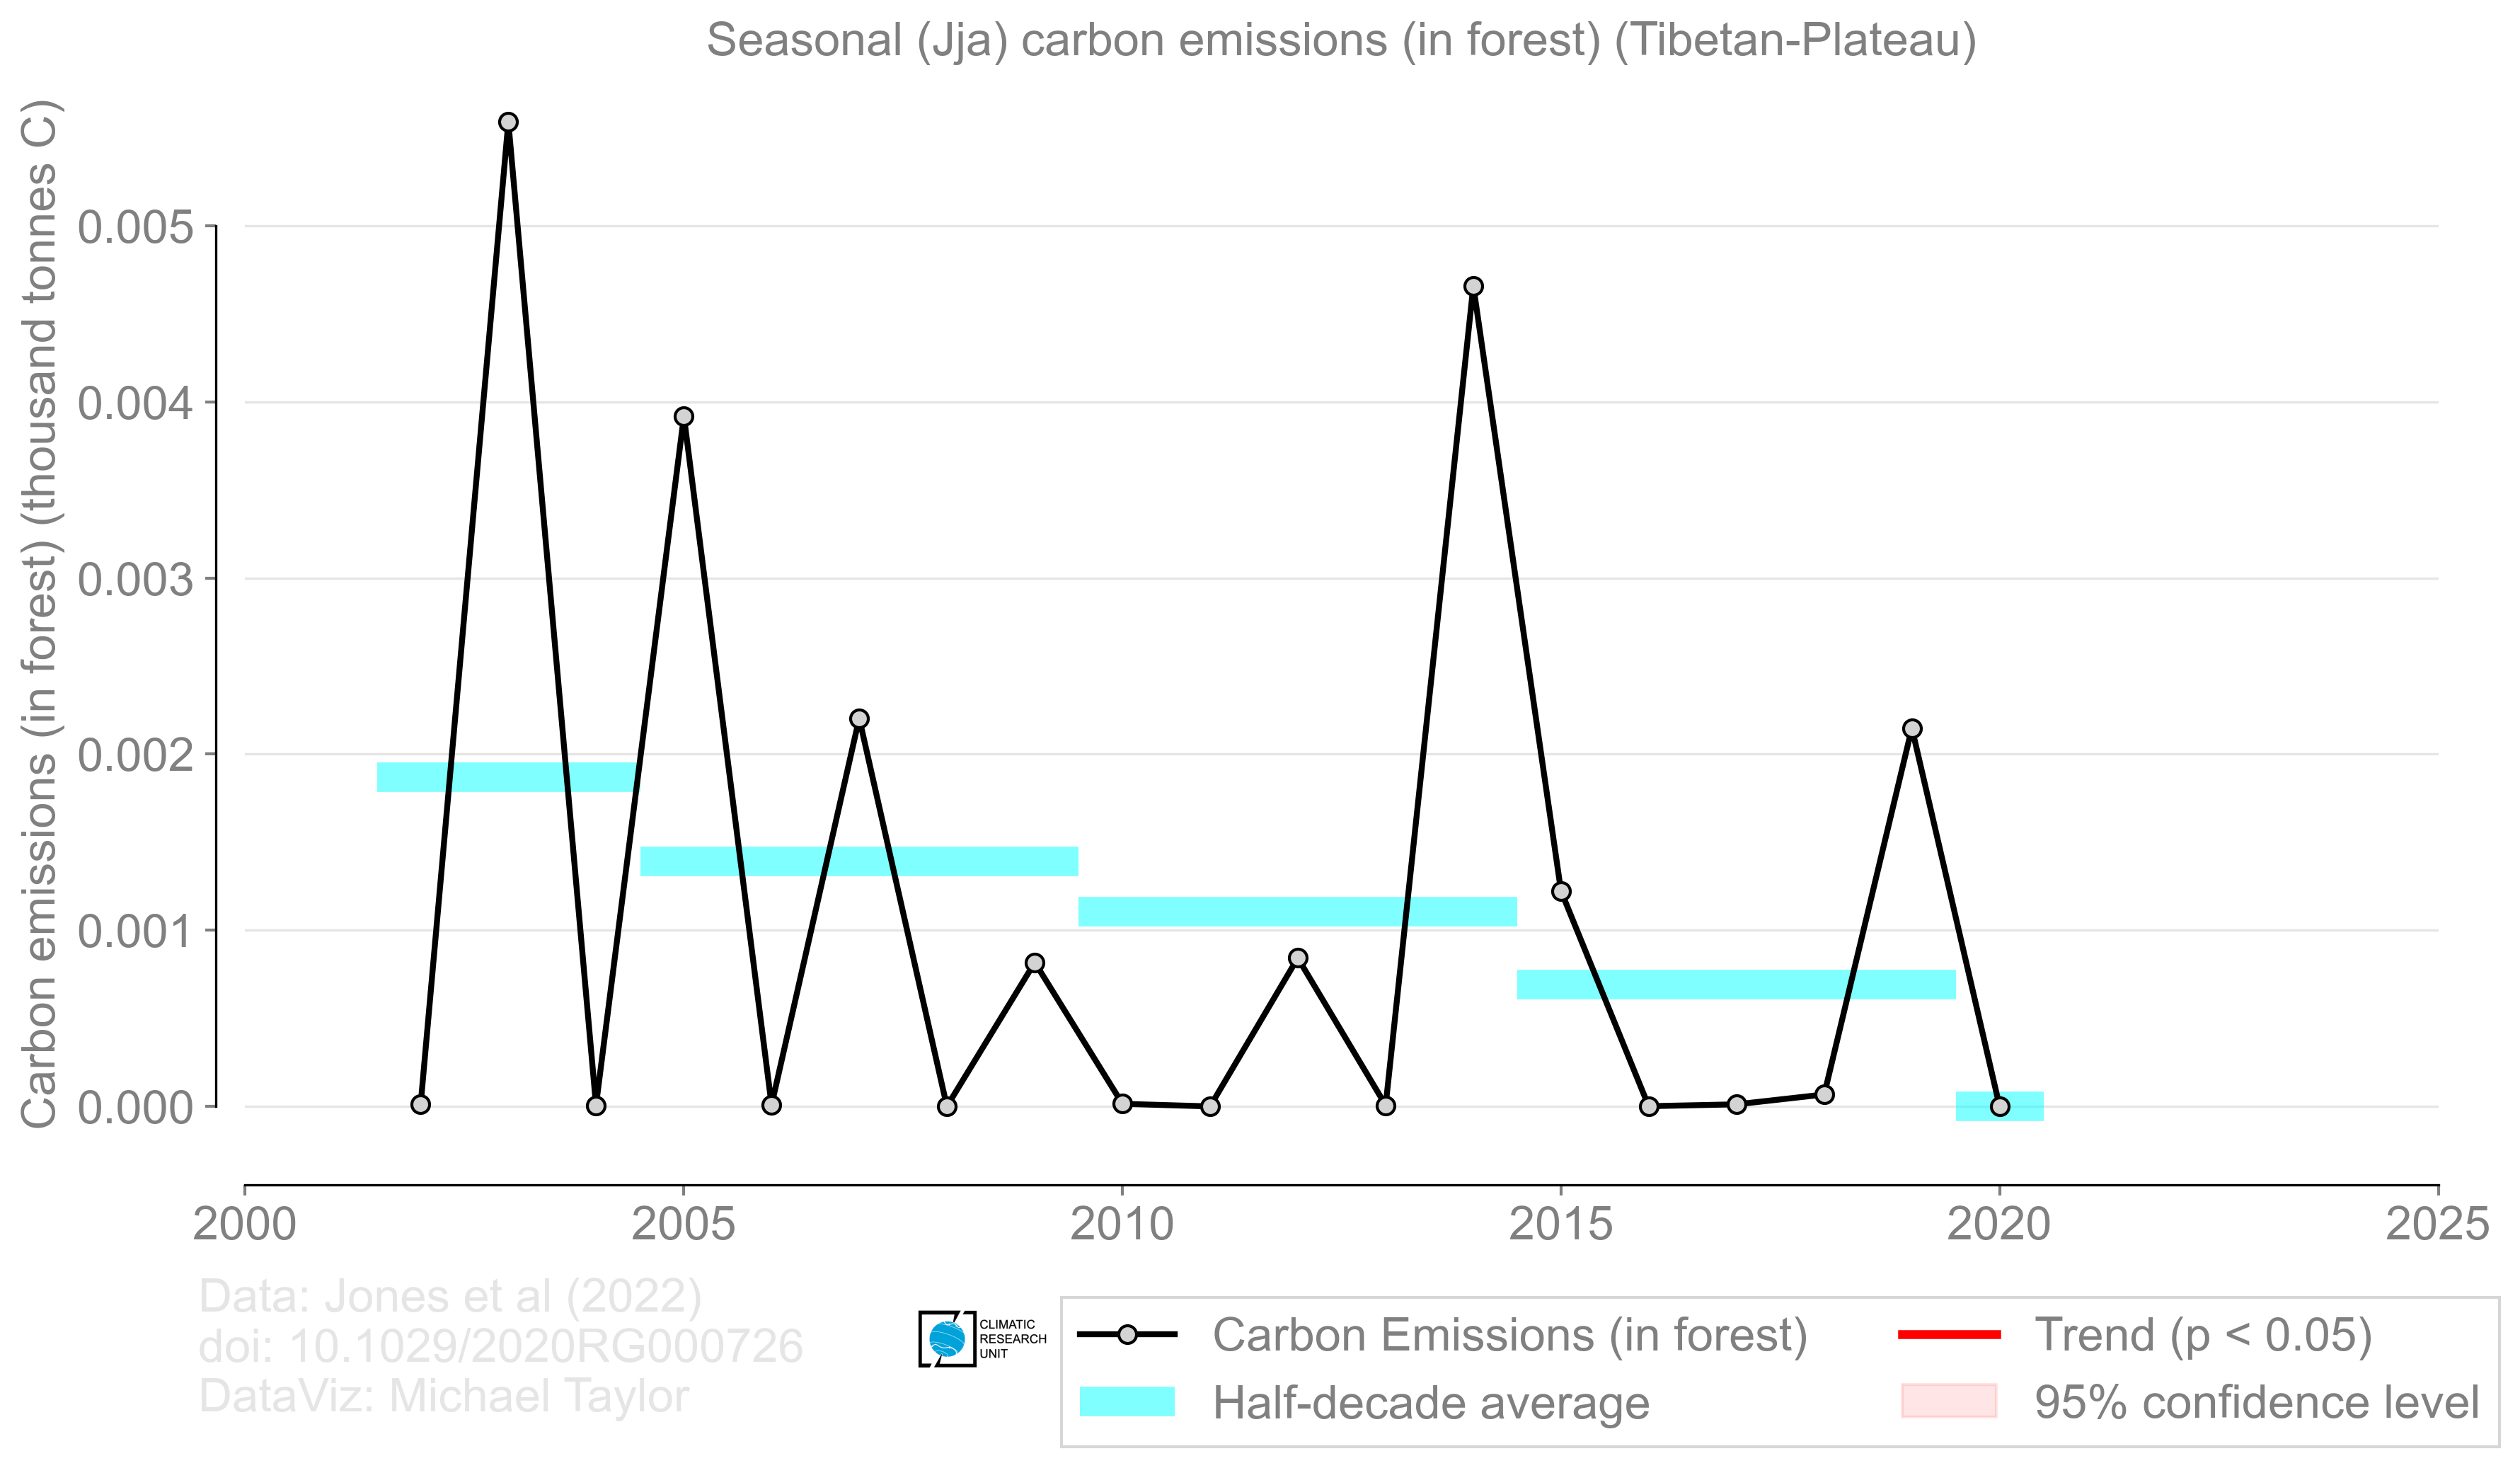 Seasonal (Jja) carbon emissions (in forest) (Tibetan-Plateau)
Carbon emissions (in forest) (thousand tonnes C)
0.005
0.004
0.003
0.002
0.001
0.000
2000
2005
2010
2015
2020
2025
Data: Jones et al (2022)
doi: 10.1029/2020RG000726
DataViz: Michael Taylor
CLIMATIC
RESEARCH
UNIT
Carbon Emissions (in forest)
Half-decade average
Trend (p < 0.05)
95% confidence level